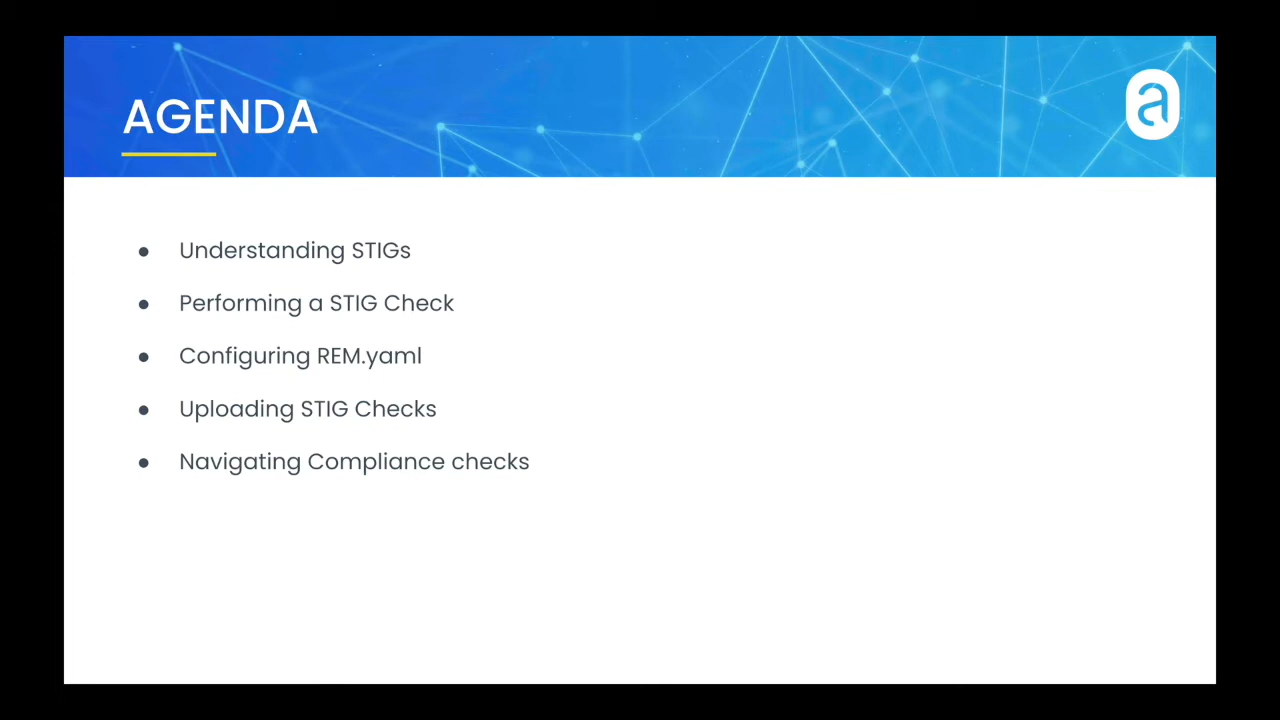 AGENDA
● Understanding STIGs
● Performing a STIG Check
● Configuring REM.yaml
● Uploading STIG Checks
● Navigating Compliance checks